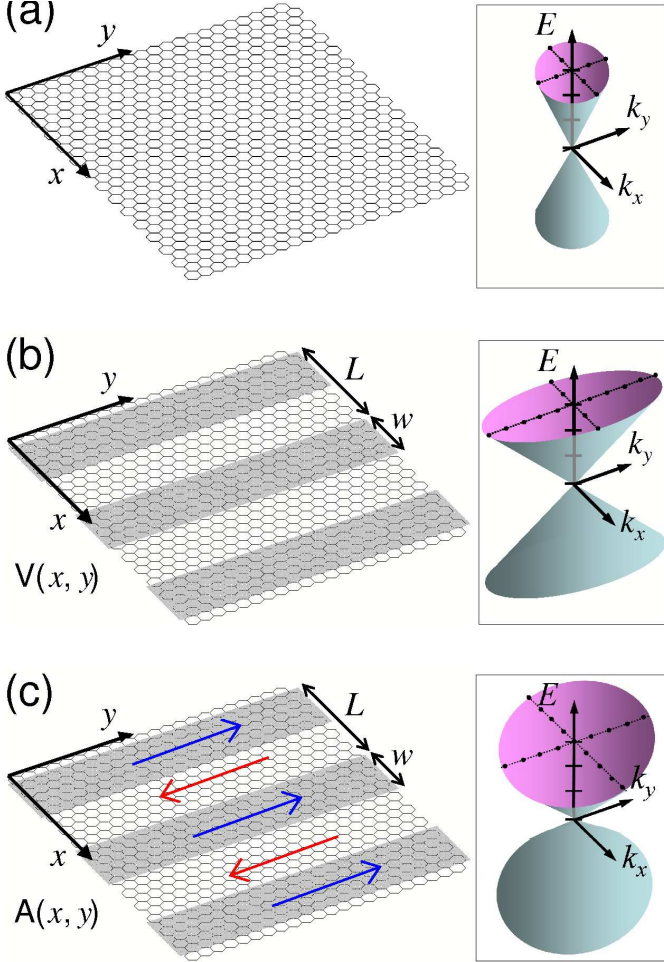 (a)
y
x
E
k_y
k_x
(b)
y
L
w
x
V(x, y)
E
k_y
k_x
(c)
y
L
w
x
A(x, y)
E
k_y
k_x